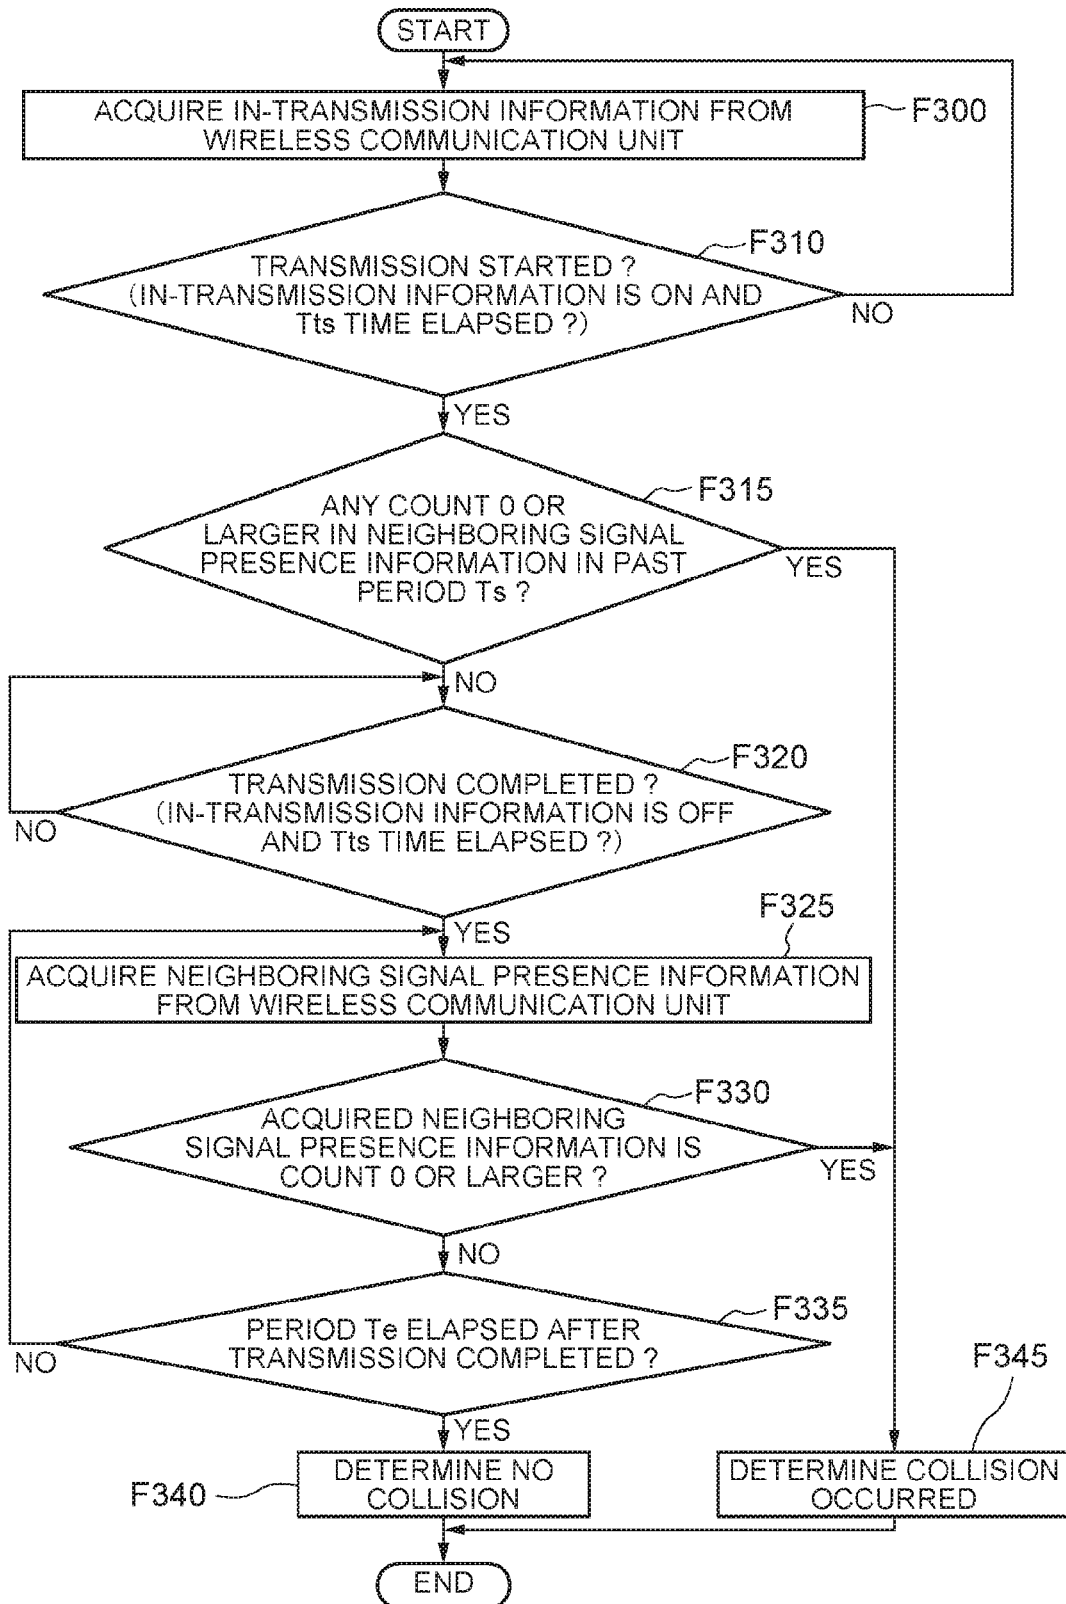 START
ACQUIRE IN-TRANSMISSION INFORMATION FROM
WIRELESS COMMUNICATION UNIT
F300
F310
TRANSMISSION STARTED ?
(IN-TRANSMISSION INFORMATION IS ON AND
Tts TIME ELAPSED ?)
NO
YES
F315
ANY COUNT 0 OR
LARGER IN NEIGHBORING SIGNAL
PRESENCE INFORMATION IN PAST
PERIOD Ts ?
YES
NO
F320
TRANSMISSION COMPLETED ?
(IN-TRANSMISSION INFORMATION IS OFF
AND Tts TIME ELAPSED ?)
NO
YES
F325
ACQUIRE NEIGHBORING SIGNAL PRESENCE INFORMATION
FROM WIRELESS COMMUNICATION UNIT
F330
ACQUIRED NEIGHBORING
SIGNAL PRESENCE INFORMATION IS
COUNT 0 OR LARGER ?
YES
NO
F335
PERIOD Te ELAPSED AFTER
TRANSMISSION COMPLETED ?
NO
YES
F345
F340
DETERMINE NO
COLLISION
DETERMINE COLLISION
OCCURRED
END